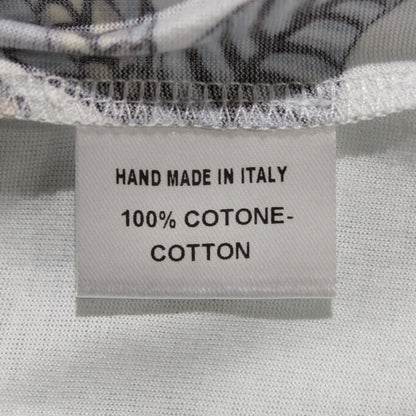 HAND MADE IN ITALY
100% COTONE-
COTTON